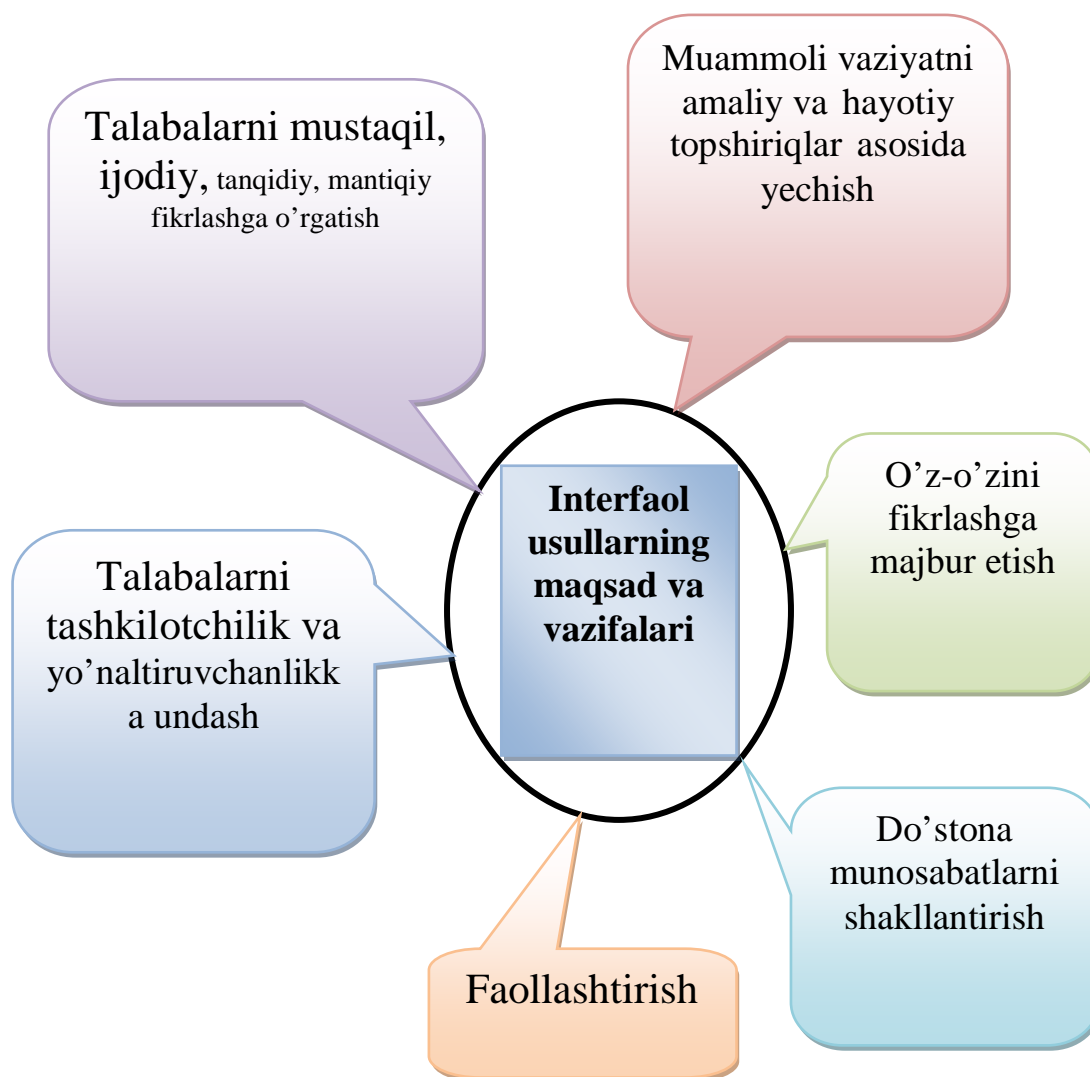 Talabalarni mustaqil,
ijodiy, tanqidiy, mantiqiy
fikrlashga o’rgatish
Muammoli vaziyatni
amaliy va hayotiy
topshiriqlar asosida
yechish
Interfaol
usullarning
maqsad va
vazifalari
O’z-o’zini
fikrlashga
majbur etish
Talabalarni
tashkilotchilik va
yo’naltiruvchanlikk
a undash
Do’stona
munosabatlarni
shakllantirish
Faollashtirish